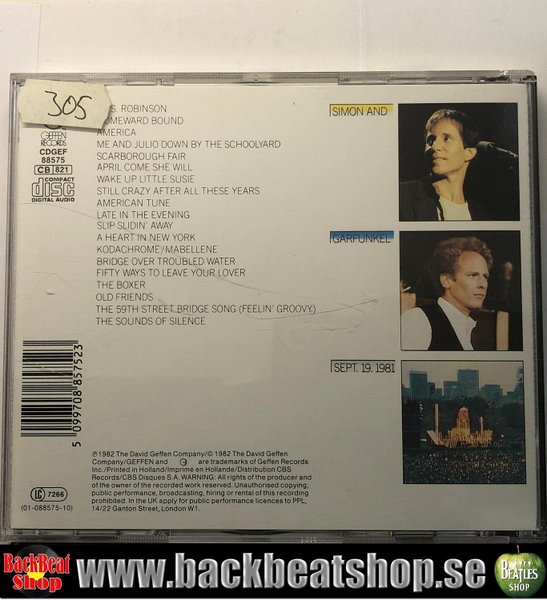 305
S. ROBINSON
OMEWARD BOUND
AMERICA
ME AND JULIO DOWN BY THE SCHOOLYARD
SCARBOROUGH FAIR
APRIL COME SHE WILL
WAKE UP LITTLE SUSIE
STILL CRAZY AFTER ALL THESE YEARS
AMERICAN TUNE
LATE IN THE EVENING
SLIP SLIDIN' AWAY
A HEART IN NEW YORK
KODACHROME/MABELLENE
BRIDGE OVER TROUBLED WATER
FIFTY WAYS TO LEAVE YOUR LOVER
THE BOXER
OLD FRIENDS
THE 59TH STREET BRIDGE SONG (FEELIN' GROOVY)
THE SOUNDS OF SILENCE
GEFFEN
RECORDS
CDGEF
88575
CB 821
COMPACT
disc
DIGITAL AUDIO
SIMON AND
GARFUNKEL
SEPT. 19, 1981
5 099708 857523
℗ 1982 The David Geffen Company/© 1982 The David Geffen
Company/GEFFEN and G are trademarks of Geffen Records
Inc./Printed in Holland/Imprimé en Hollande/Distribution CBS
Records/CBS Disques S.A. WARNING: All rights of the producer and
of the owner of the recorded work reserved. Unauthorised copying,
public performance, broadcasting, hiring or rental of this recording
prohibited. In the UK apply for public performance licences to PPL,
14/22 Ganton Street, London W1.
LC 7266
(01-088575-10)
BackBeat
Shop
www.backbeatshop.se
BEATLES
SHOP